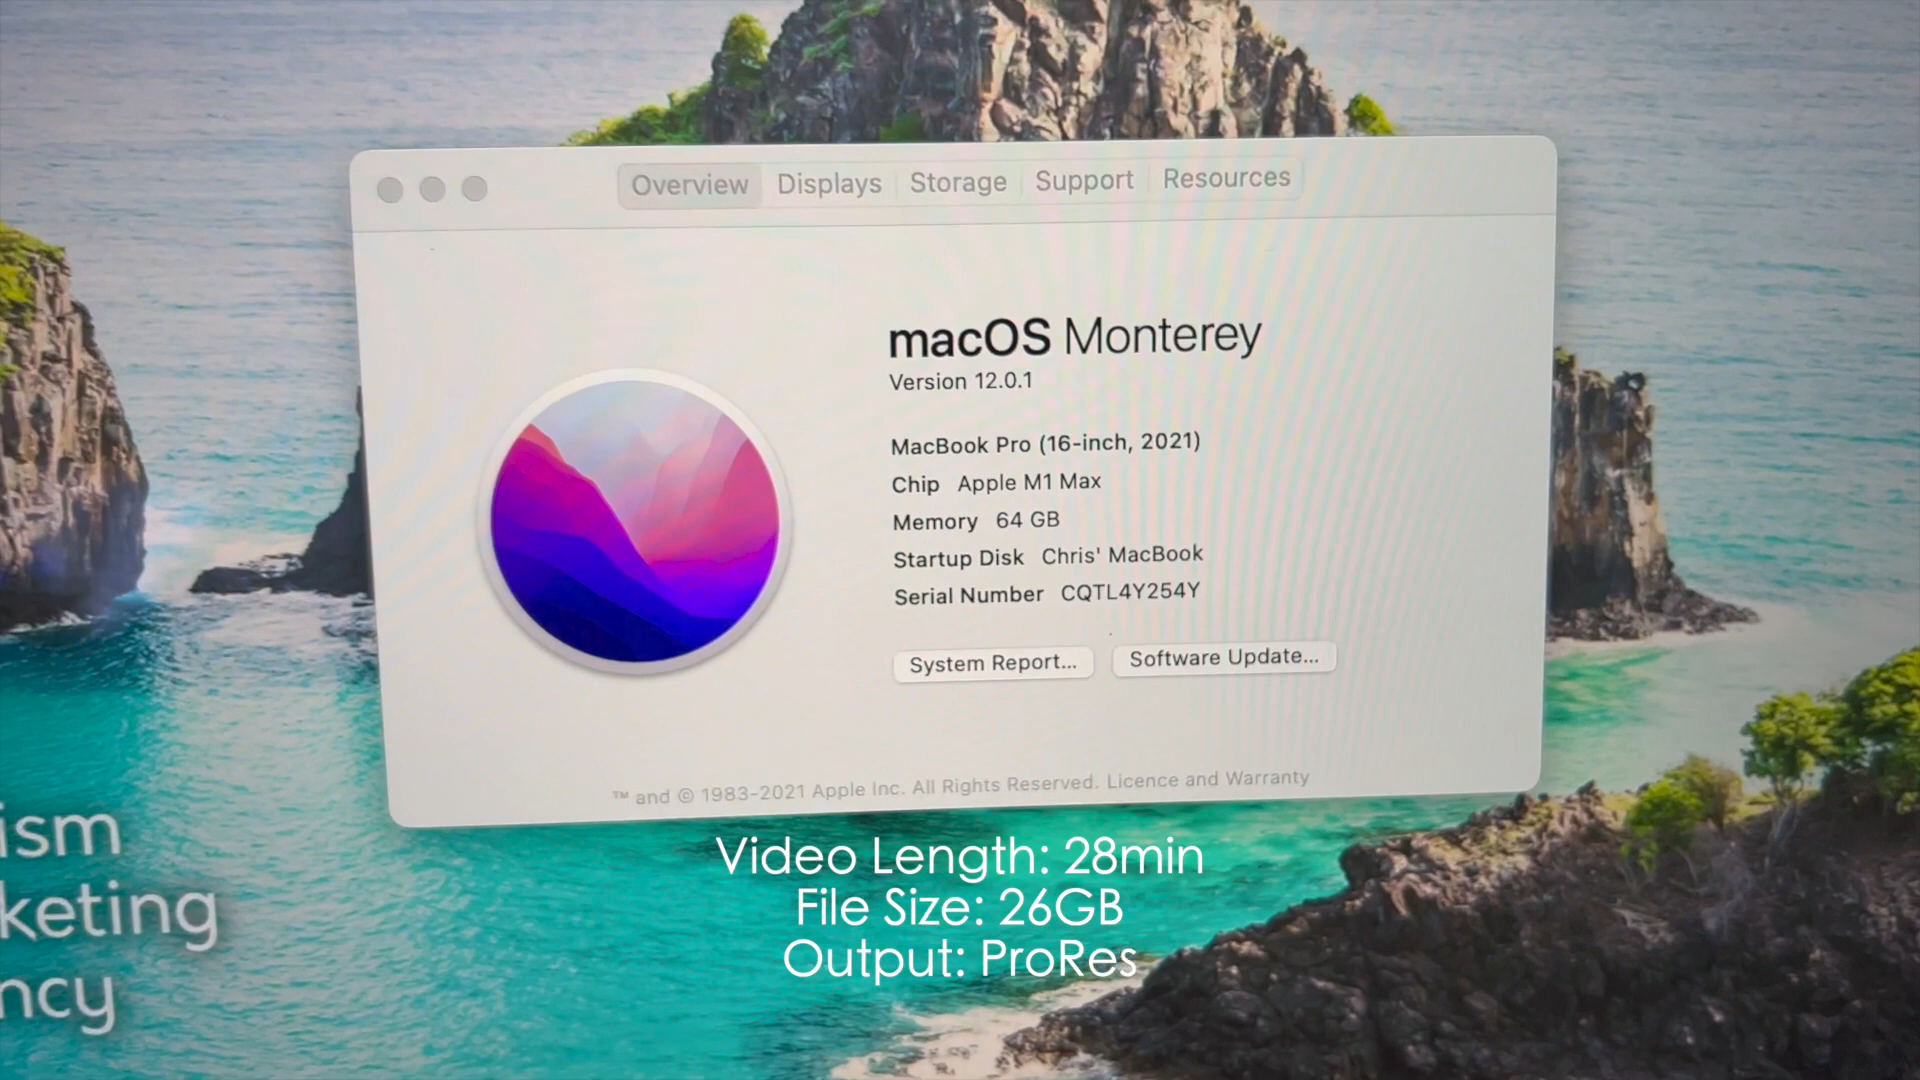 Overview Displays Storage Support Resources
macOS Monterey
Version 12.0.1
MacBook Pro (16-inch, 2021)
Chip Apple M1 Max
Memory 64 GB
Startup Disk Chris' MacBook
Serial Number CQTL4Y254Y
System Report... Software Update...
™ and © 1983-2021 Apple Inc. All Rights Reserved. Licence and Warranty
ism
keting
ncy
Video Length: 28min
File Size: 26GB
Output: ProRes